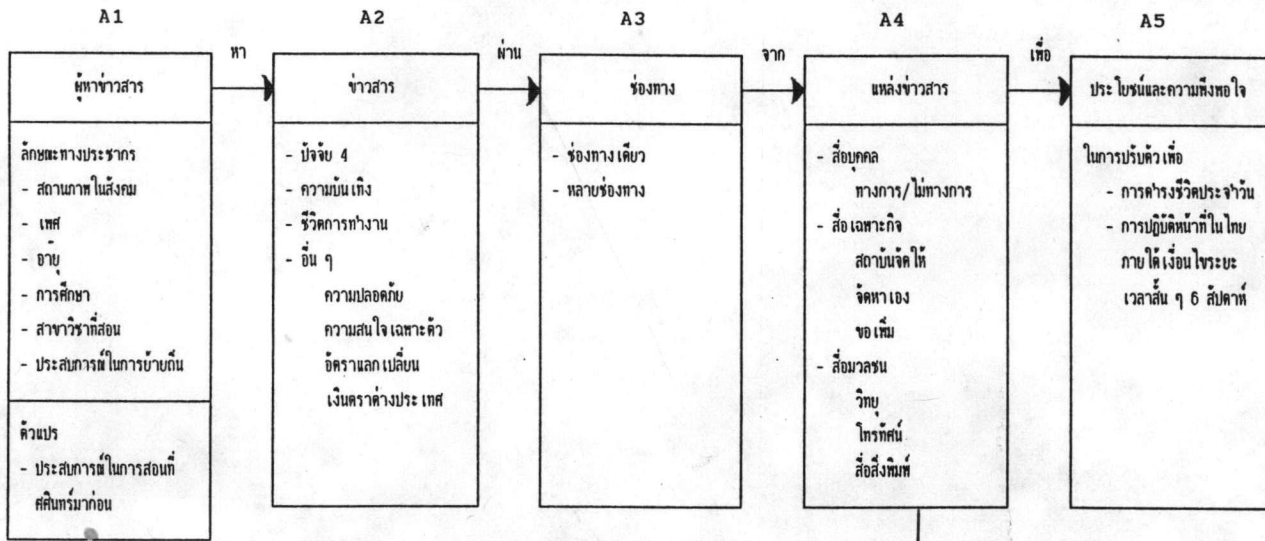 A1
ผู้หาข่าวสาร
ลักษณะทางประชากร
- สถานภาพในสังคม
- เพศ
- อายุ
- การศึกษา
- สาขาวิชาที่สอน
- ประสบการณ์ในการย้ายถิ่น
ตัวแปร
- ประสบการณ์ในการสอนที่
ศศินทร์มาก่อน
หา
A2
ข่าวสาร
- ปัจจัย 4
- ความบันเทิง
- ชีวิตการทำงาน
- อื่น ๆ
ความปลอดภัย
ความสนใจเฉพาะตัว
อัตราแลกเปลี่ยน
เงินตราต่างประเทศ
ผ่าน
A3
ช่องทาง
- ช่องทางเดียว
- หลายช่องทาง
จาก
A4
แหล่งข่าวสาร
- สื่อบุคคล
ทางการ/ไม่ทางการ
- สื่อเฉพาะกิจ
สถาบันจัดให้
จัดหาเอง
ขอเพิ่ม
- สื่อมวลชน
วิทยุ
โทรทัศน์
สื่อสิ่งพิมพ์
เพื่อ
A5
ประโยชน์และความพึงพอใจ
ในการปรับตัวเพื่อ
- การดำรงชีวิตประจำวัน
- การปฏิบัติหน้าที่ในไทย
ภายใต้เงื่อนไขระยะ
เวลาสั้น ๆ 6 สัปดาห์